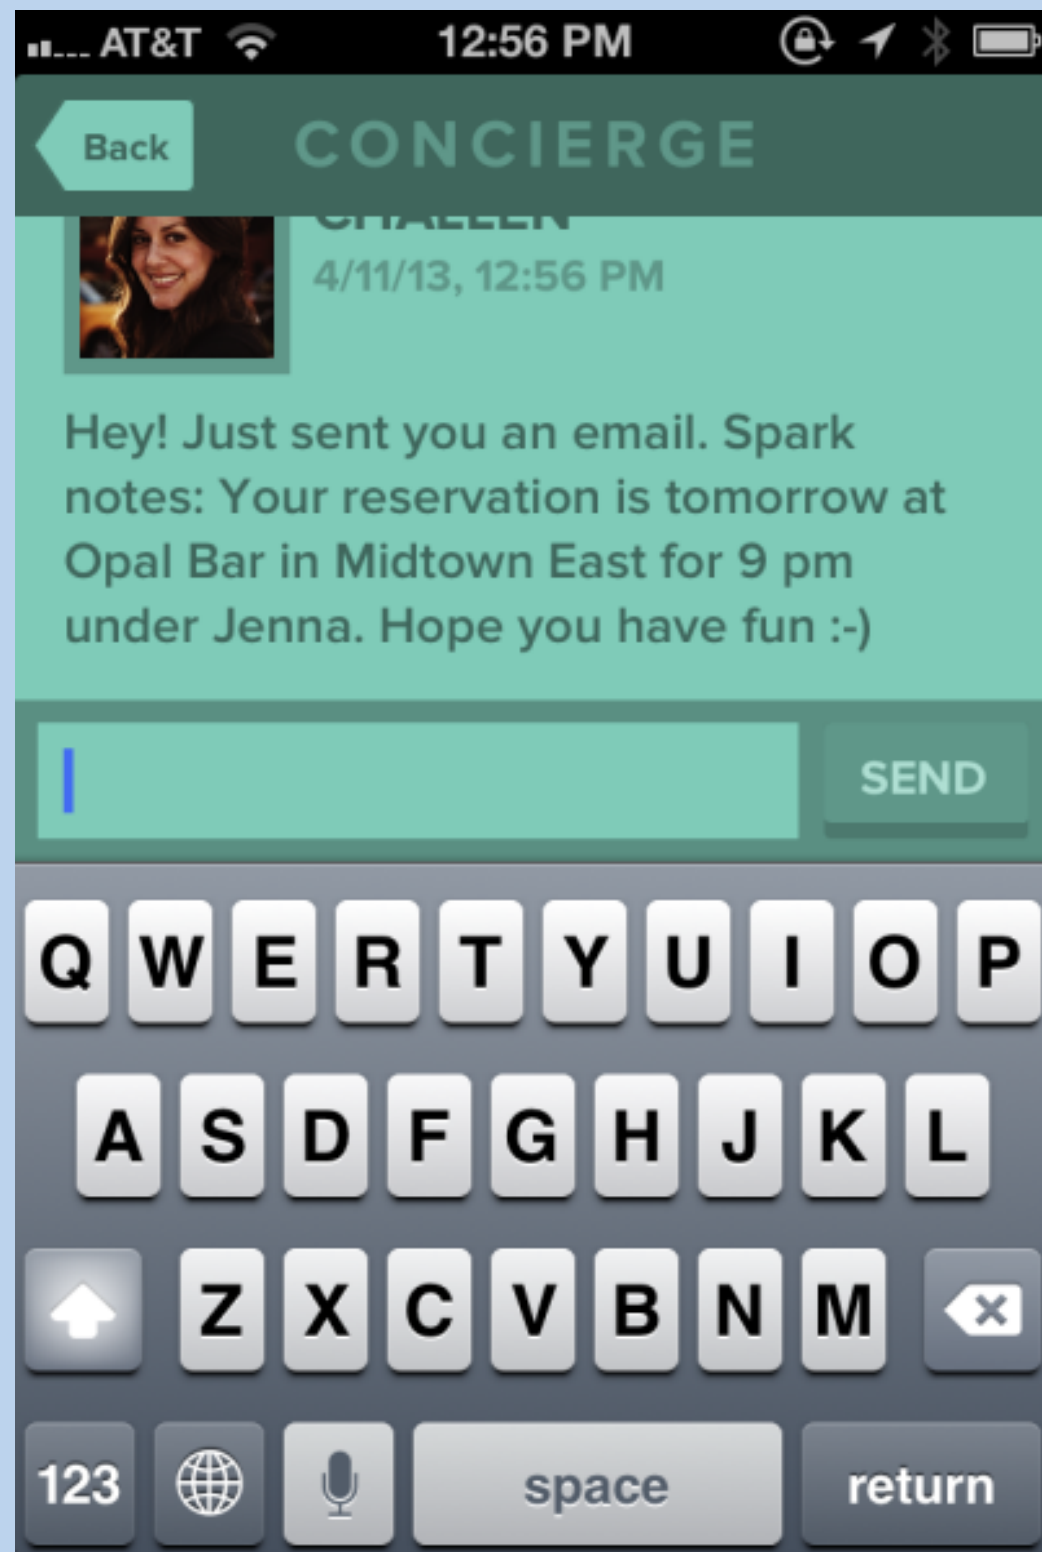 AT&T 12:56 PM
Back CONCIERGE
4/11/13, 12:56 PM
Hey! Just sent you an email. Spark
notes: Your reservation is tomorrow at
Opal Bar in Midtown East for 9 pm
under Jenna. Hope you have fun :-)
SEND
Q W E R T Y U I O P
A S D F G H J K L
Z X C V B N M
123 space return